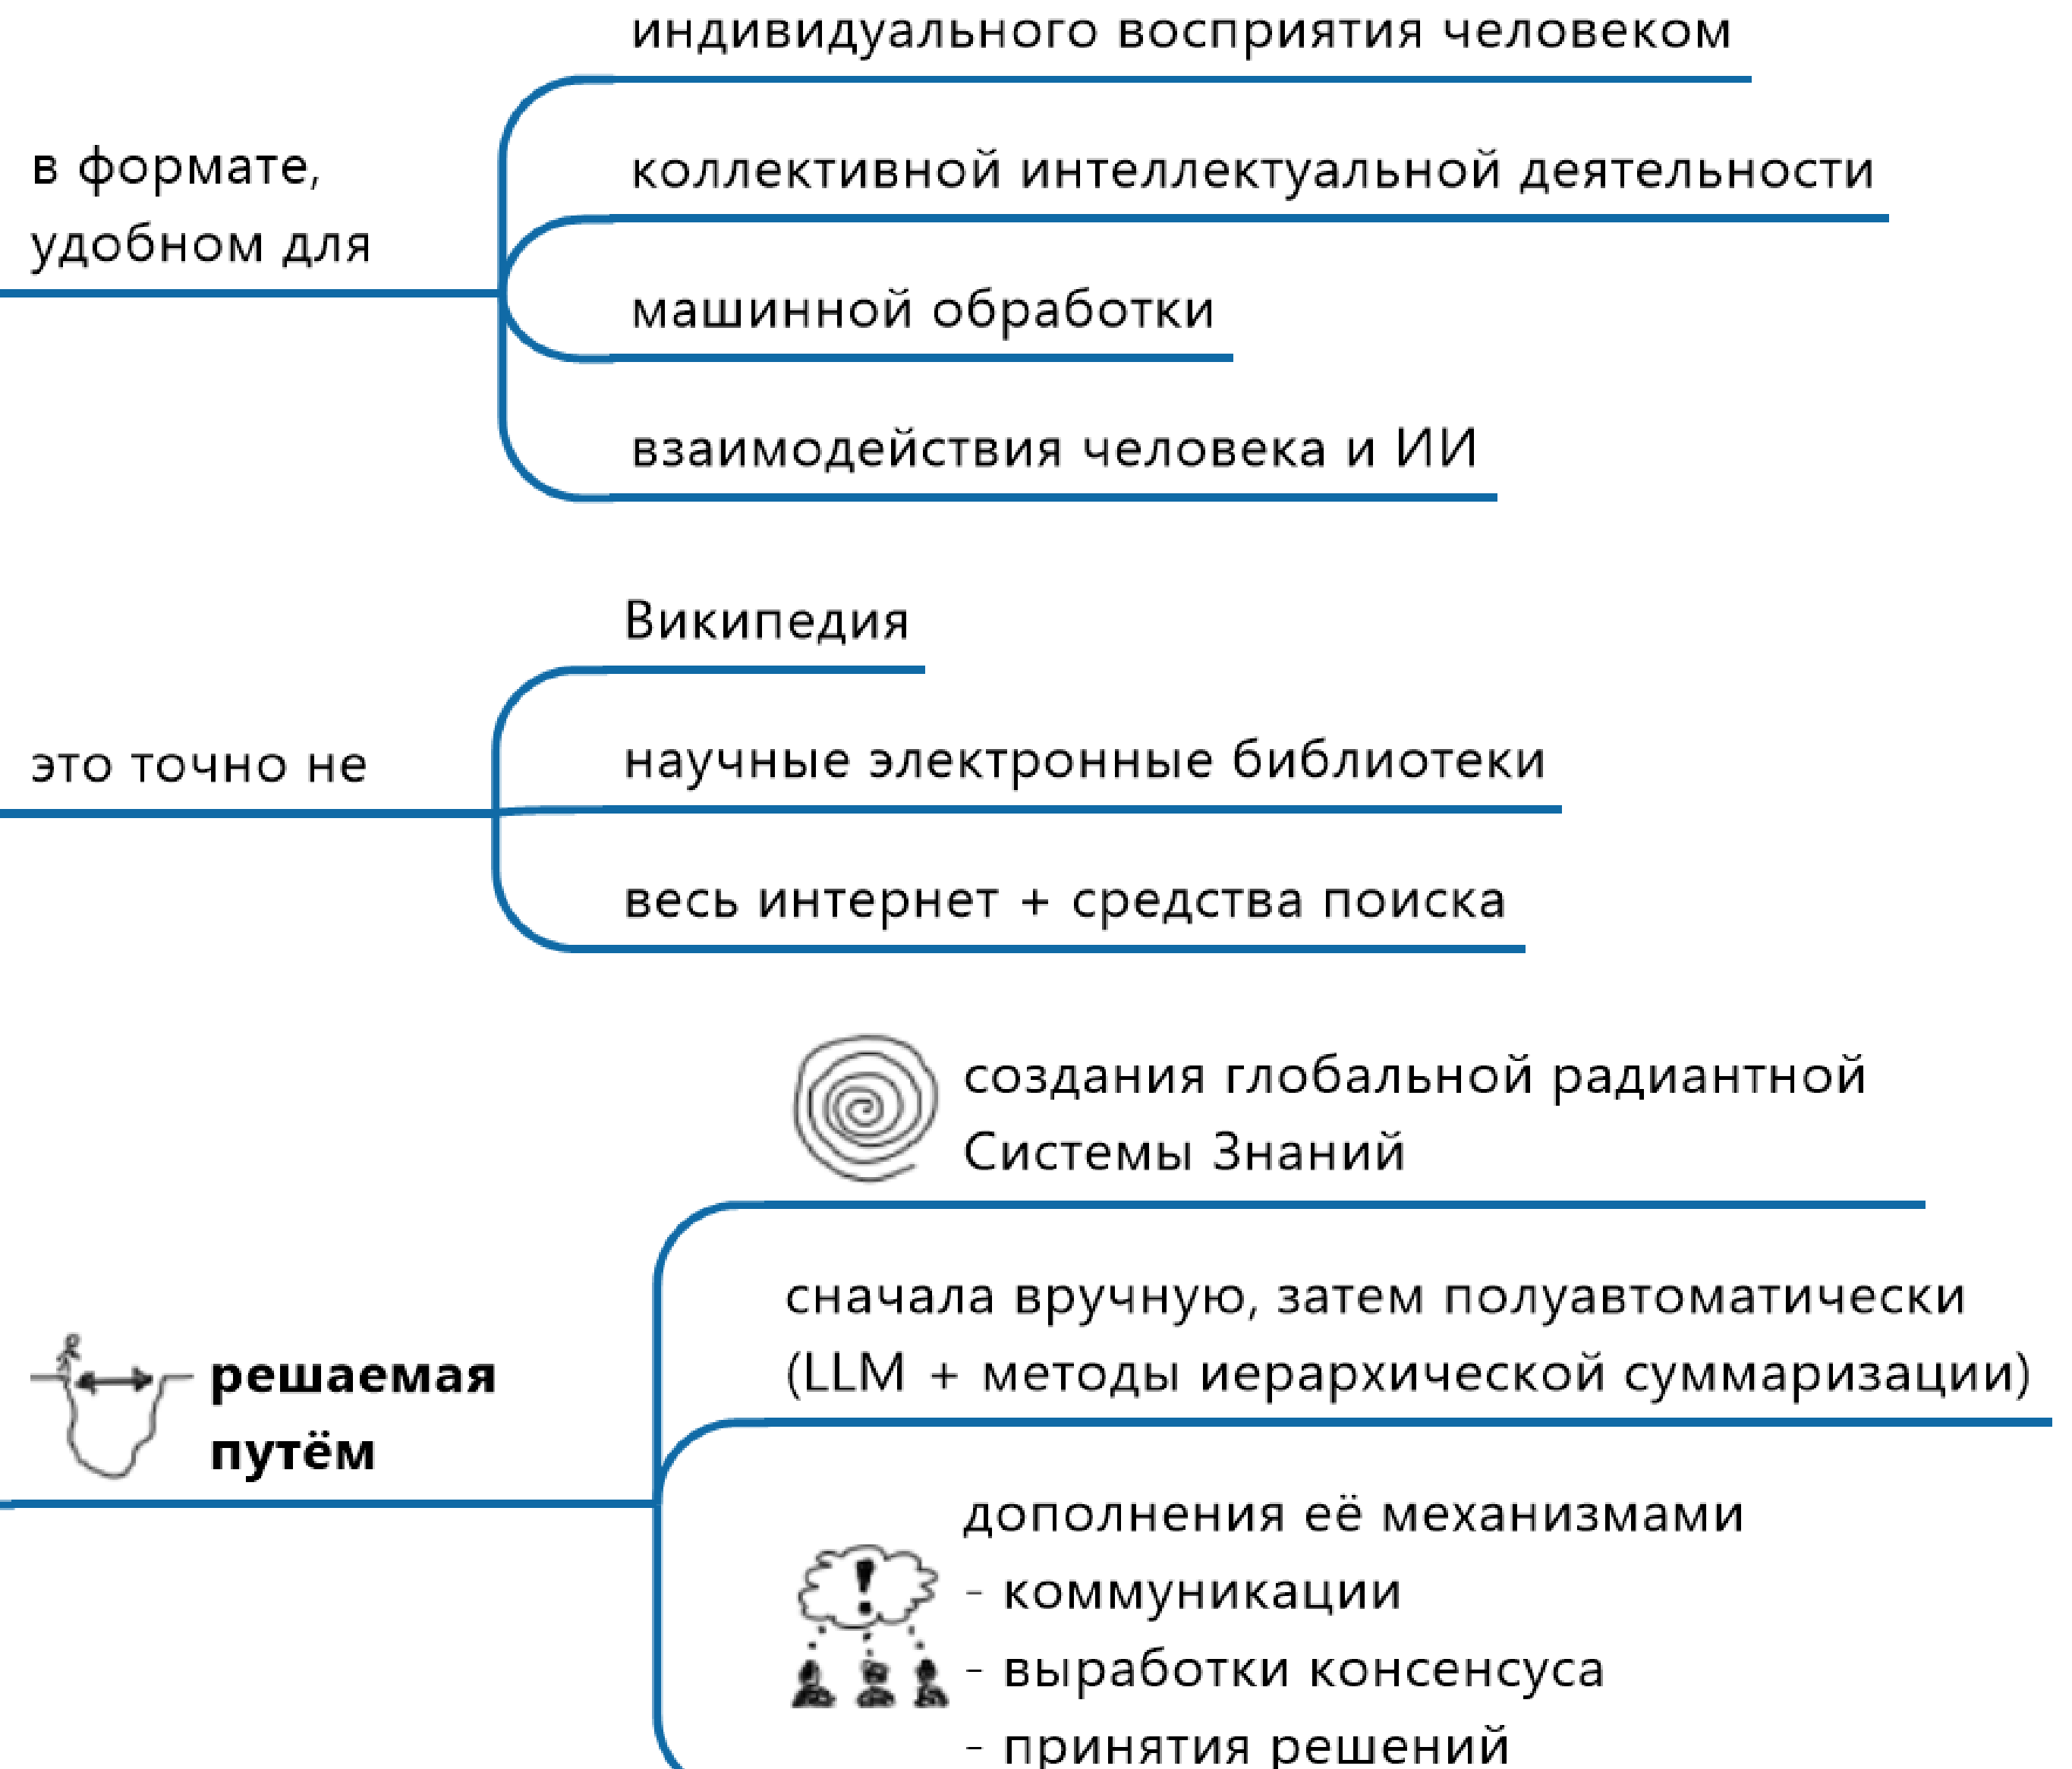 индивидуального восприятия человеком
в формате,
удобном для
коллективной интеллектуальной деятельности
машинной обработки
взаимодействия человека и ИИ
Википедия
это точно не
научные электронные библиотеки
весь интернет + средства поиска
создания глобальной радиантной
Системы Знаний
решаемая
путём
сначала вручную, затем полуавтоматически
(LLM + методы иерархической суммаризации)
дополнения её механизмами
- коммуникации
- выработки консенсуса
- принятия решений